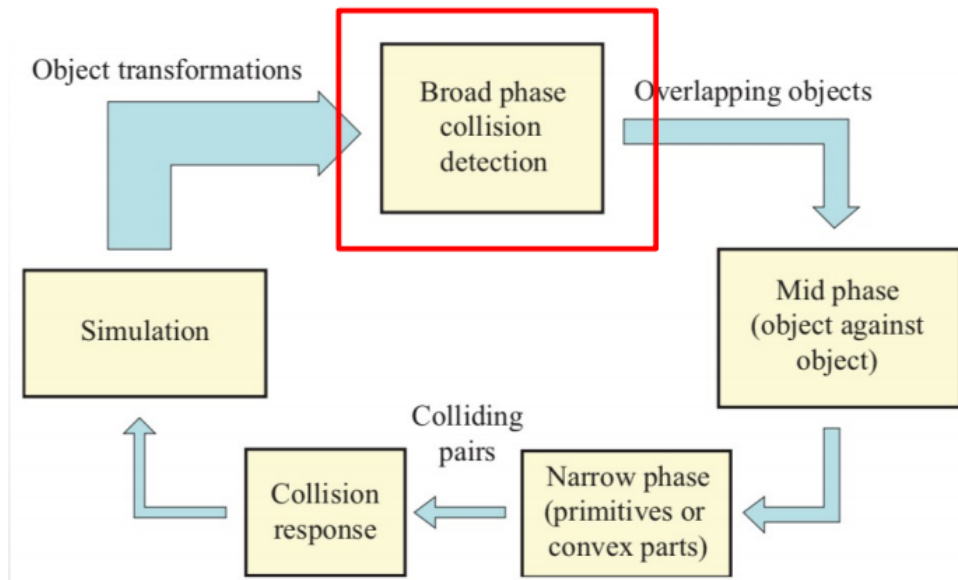 Object transformations
Broad phase
collision
detection
Overlapping objects
Mid phase
(object against
object)
Simulation
Colliding
pairs
Narrow phase
(primitives or
convex parts)
Collision
response